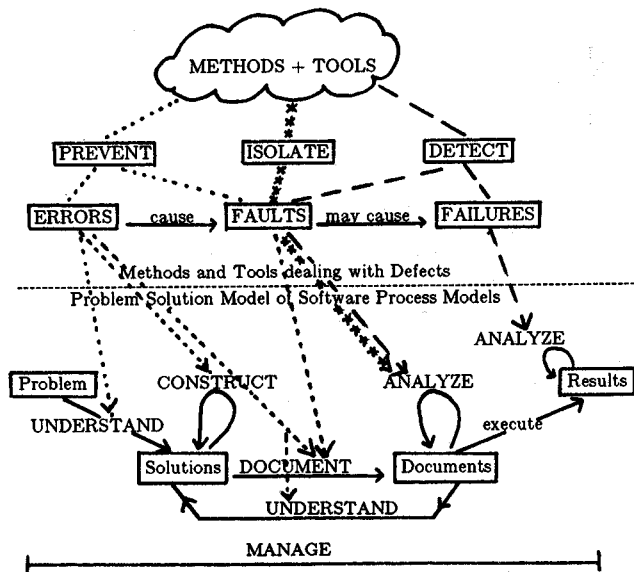 METHODS + TOOLS
PREVENT
ISOLATE
DETECT
ERRORS
cause
FAULTS
may cause
FAILURES
Methods and Tools dealing with Defects
Problem Solution Model of Software Process Models
ANALYZE
Problem
CONSTRUCT
ANALYZE
Results
UNDERSTAND
execute
Solutions
DOCUMENT
Documents
UNDERSTAND
MANAGE